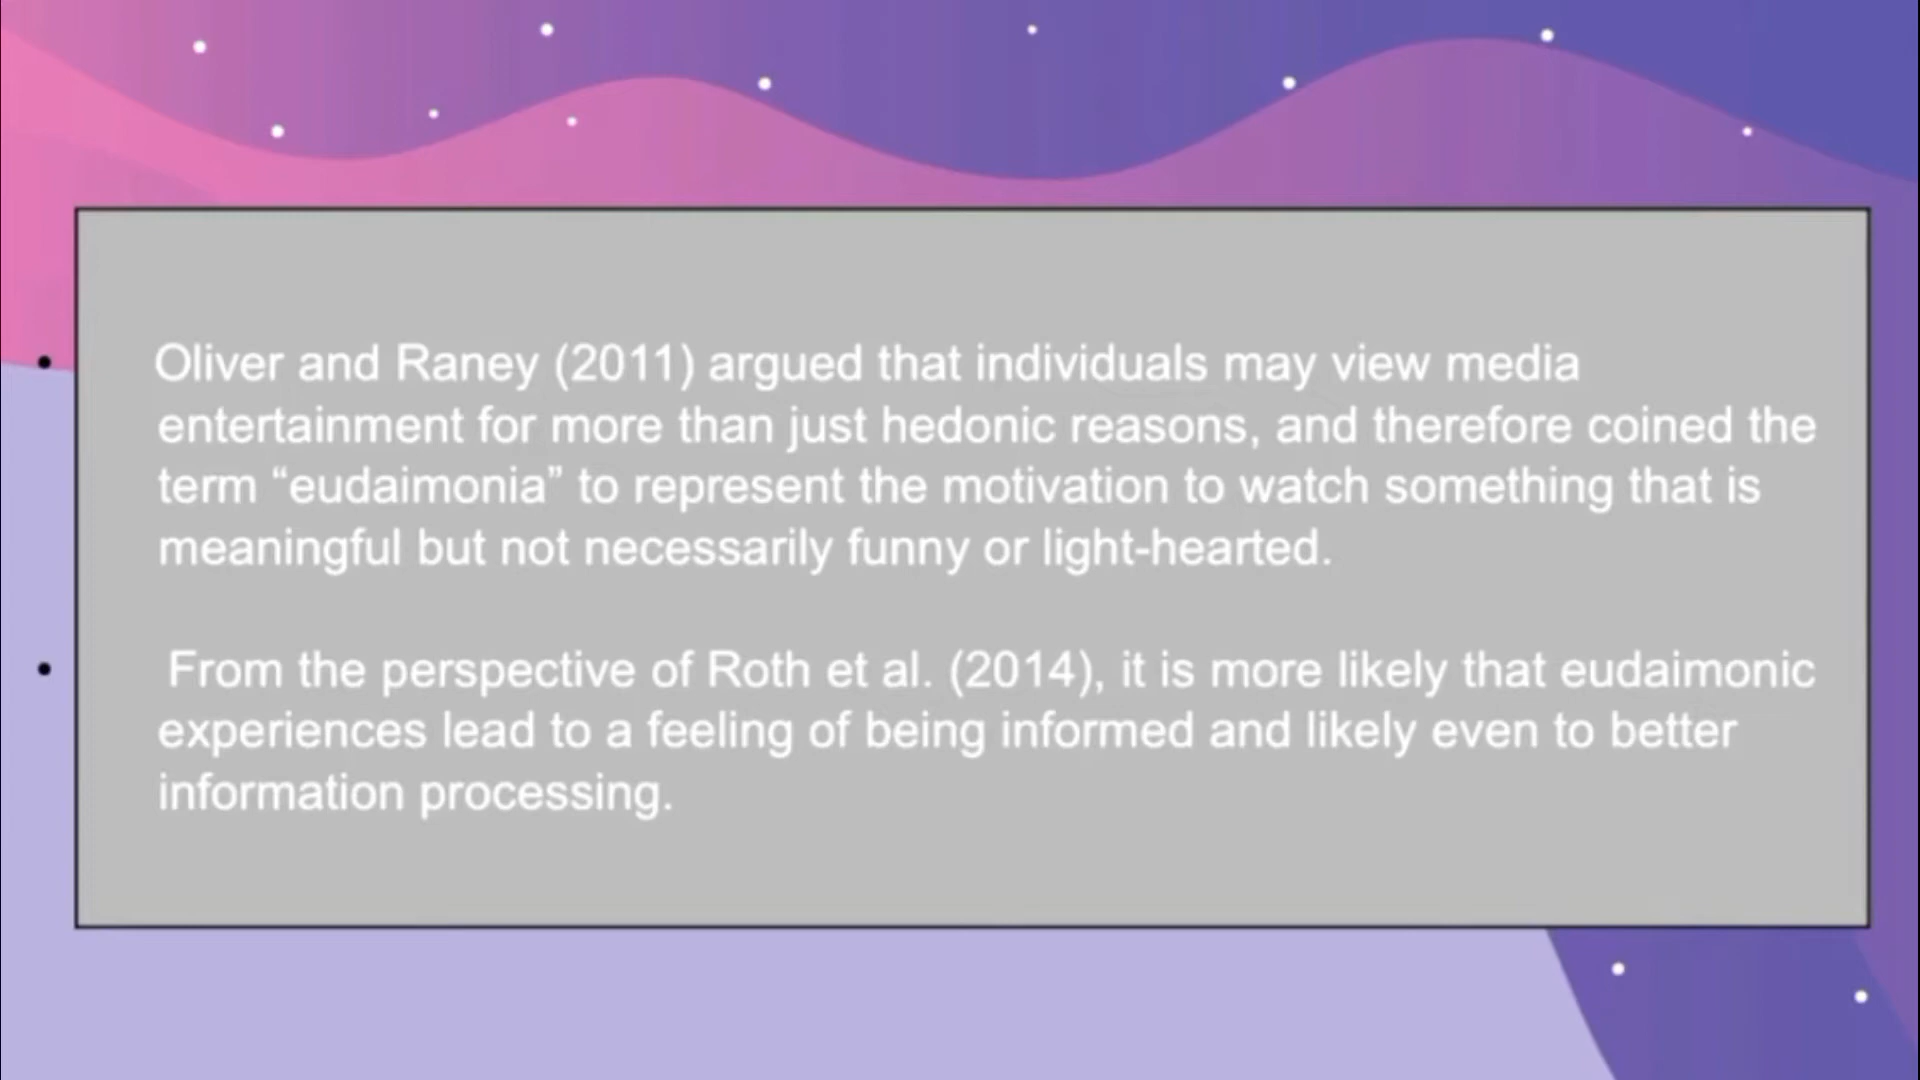 • Oliver and Raney (2011) argued that individuals may view media
entertainment for more than just hedonic reasons, and therefore coined the
term “eudaimonia” to represent the motivation to watch something that is
meaningful but not necessarily funny or light-hearted.
• From the perspective of Roth et al. (2014), it is more likely that eudaimonic
experiences lead to a feeling of being informed and likely even to better
information processing.